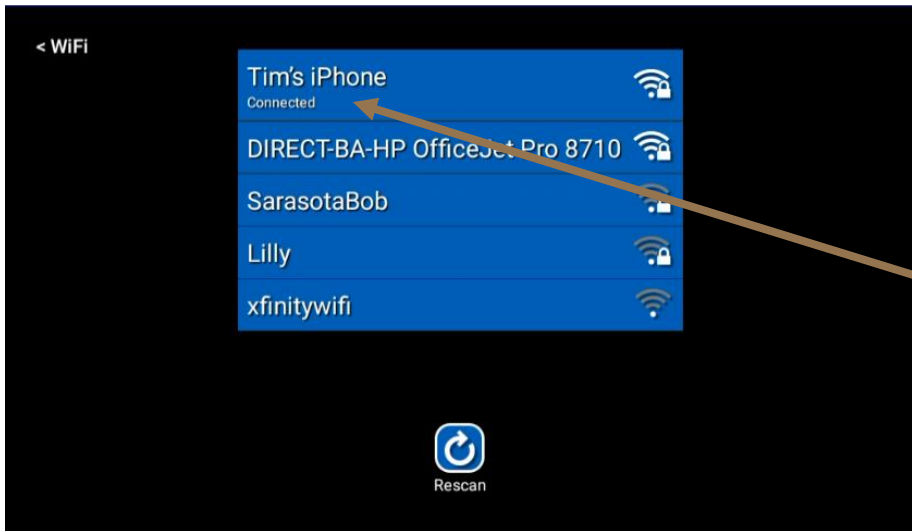 < WiFi
Tim's iPhone
Connected
DIRECT-BA-HP OfficeJet Pro 8710
SarasotaBob
Lilly
xfinitywifi
Rescan